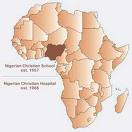 Nigerian Christian School
est. 1957
Nigerian Christian Hospital
est. 1965